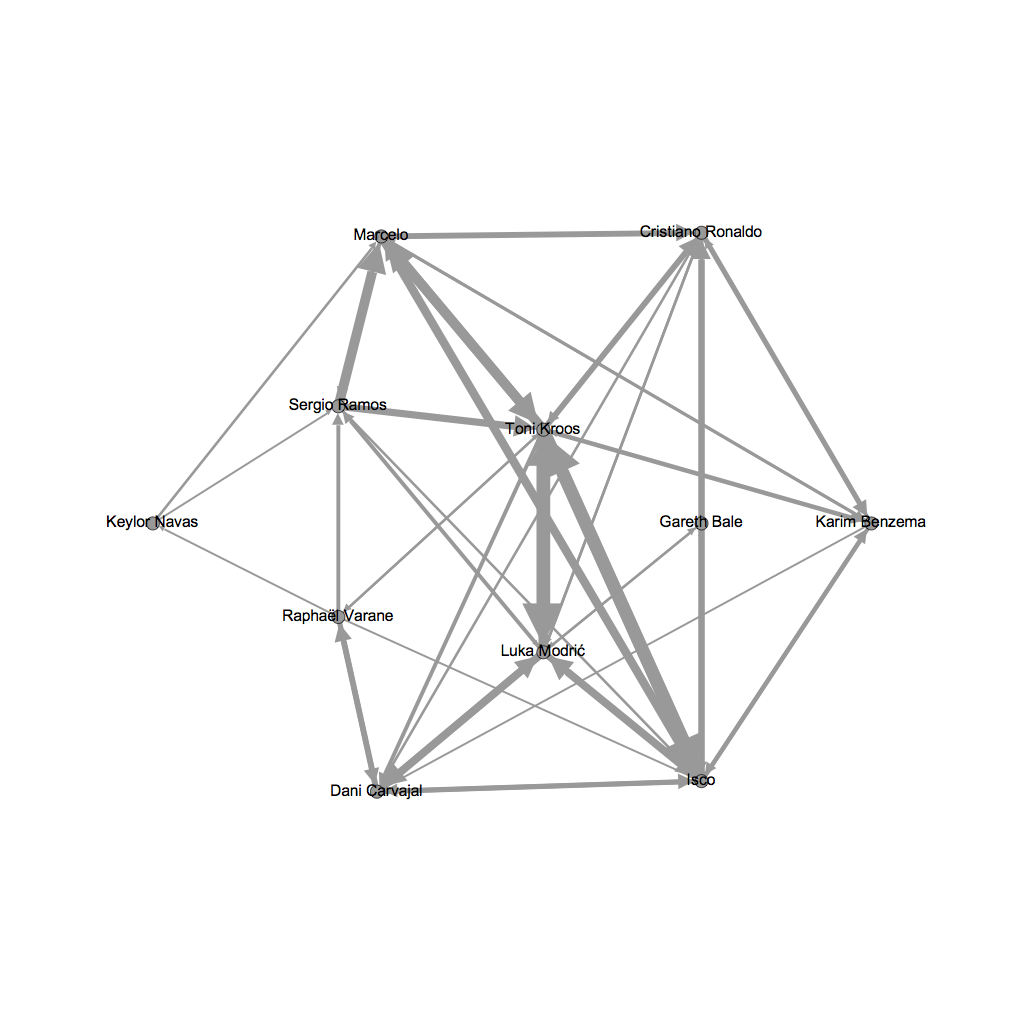 Marcelo
Cristiano Ronaldo
Sergio Ramos
Toni Kroos
Keylor Navas
Gareth Bale
Karim Benzema
Raphaël Varane
Luka Modrić
Dani Carvajal
Isco